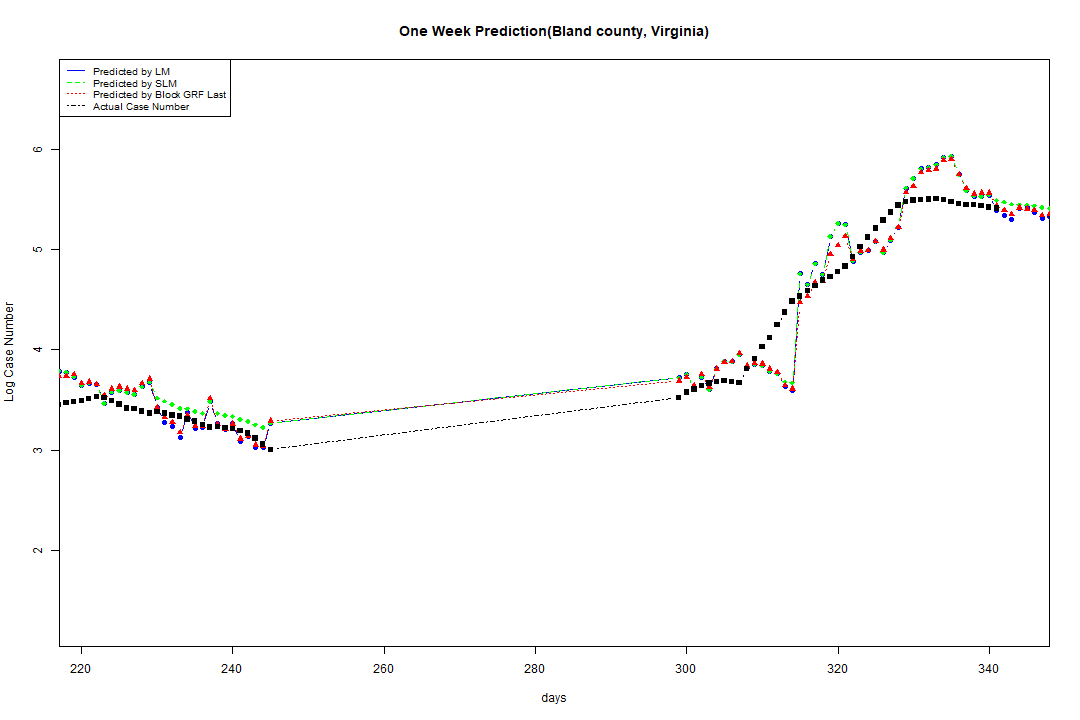 One Week Prediction(Bland county, Virginia)
Predicted by LM
Predicted by SLM
Predicted by Block GRF Last
Actual Case Number
Log Case Number
6
5
4
3
2
220 240 260 280 300 320 340
days